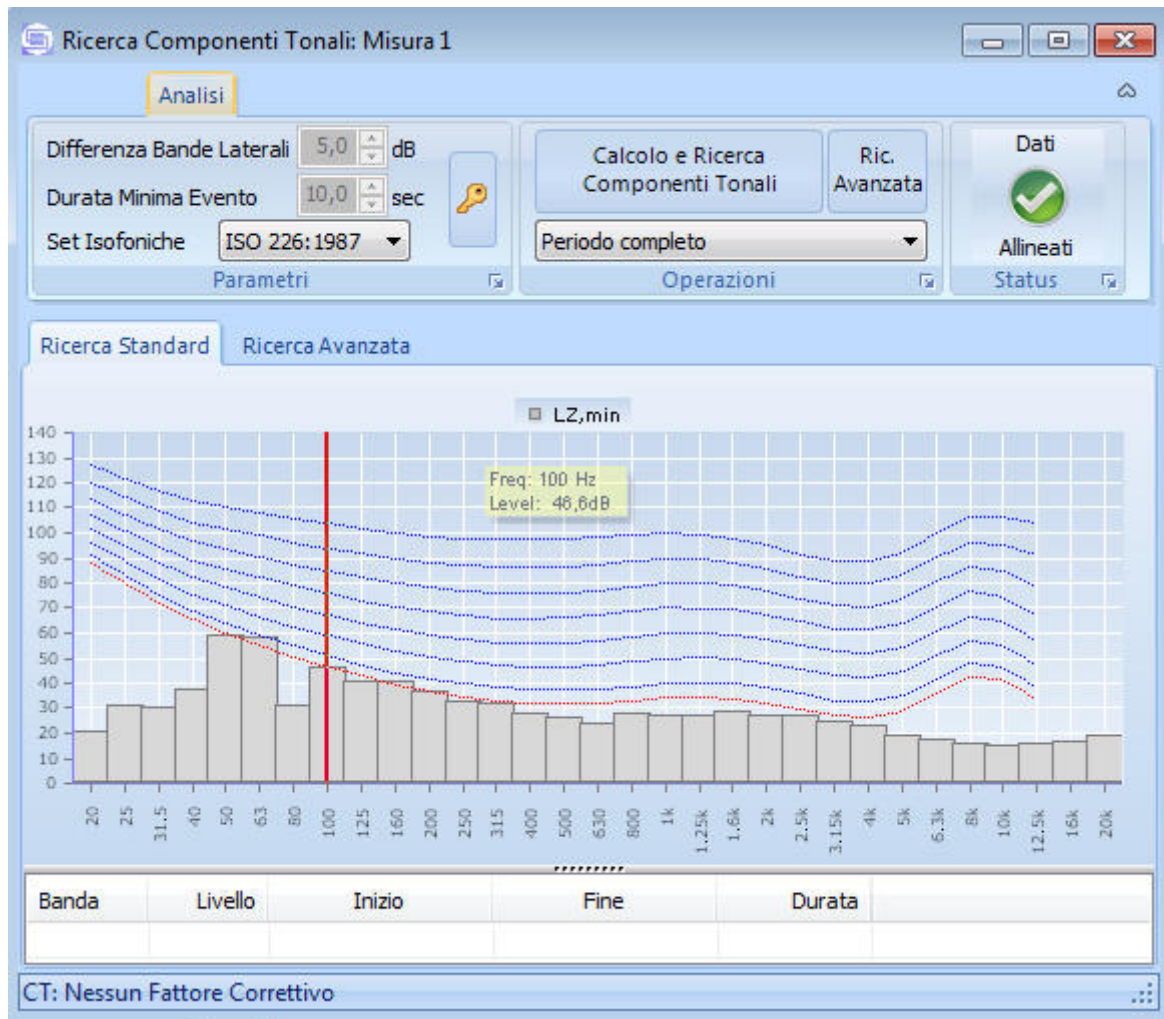 Ricerca Componenti Tonali: Misura 1
Analisi
Differenza Bande Laterali 5,0 dB
Durata Minima Evento 10,0 sec
Set Isofoniche ISO 226:1987
Parametri
Calcolo e Ricerca
Componenti Tonali
Ric.
Avanzata
Periodo completo
Operazioni
Dati
Allineati
Status
Ricerca Standard Ricerca Avanzata
LZ,min
140
130
120
110
100
90
80
70
60
50
40
30
20
10
0
Freq: 100 Hz
Level: 46,6dB
20 25 31.5 40 50 63 80 100 125 160 200 250 315 400 500 630 800 1k 1.25k 1.6k 2k 2.5k 3.15k 4k 5k 6.3k 8k 10k 12.5k 16k 20k
Banda Livello Inizio Fine Durata
CT: Nessun Fattore Correttivo